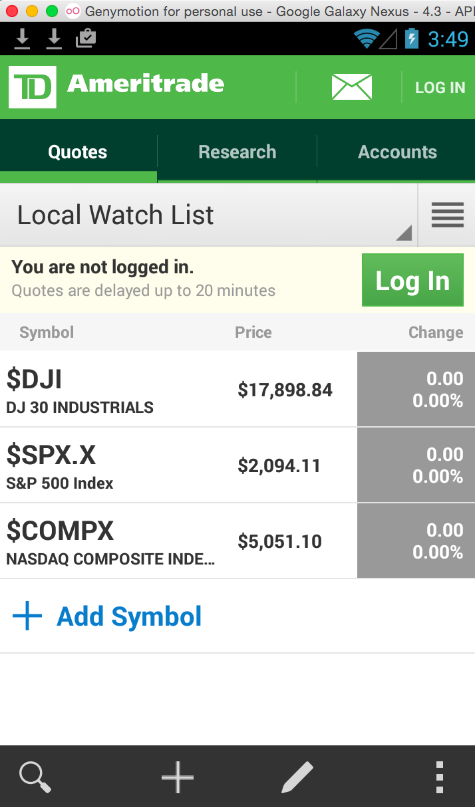 Genymotion for personal use - Google Galaxy Nexus - 4.3 - API
3:49
TD Ameritrade
LOG IN
Quotes Research Accounts
Local Watch List
You are not logged in.
Quotes are delayed up to 20 minutes
Log In
Symbol Price Change
$DJI
DJ 30 INDUSTRIALS
$17,898.84
0.00
0.00%
$SPX.X
S&P 500 Index
$2,094.11
0.00
0.00%
$COMPX
NASDAQ COMPOSITE INDE...
$5,051.10
0.00
0.00%
Add Symbol